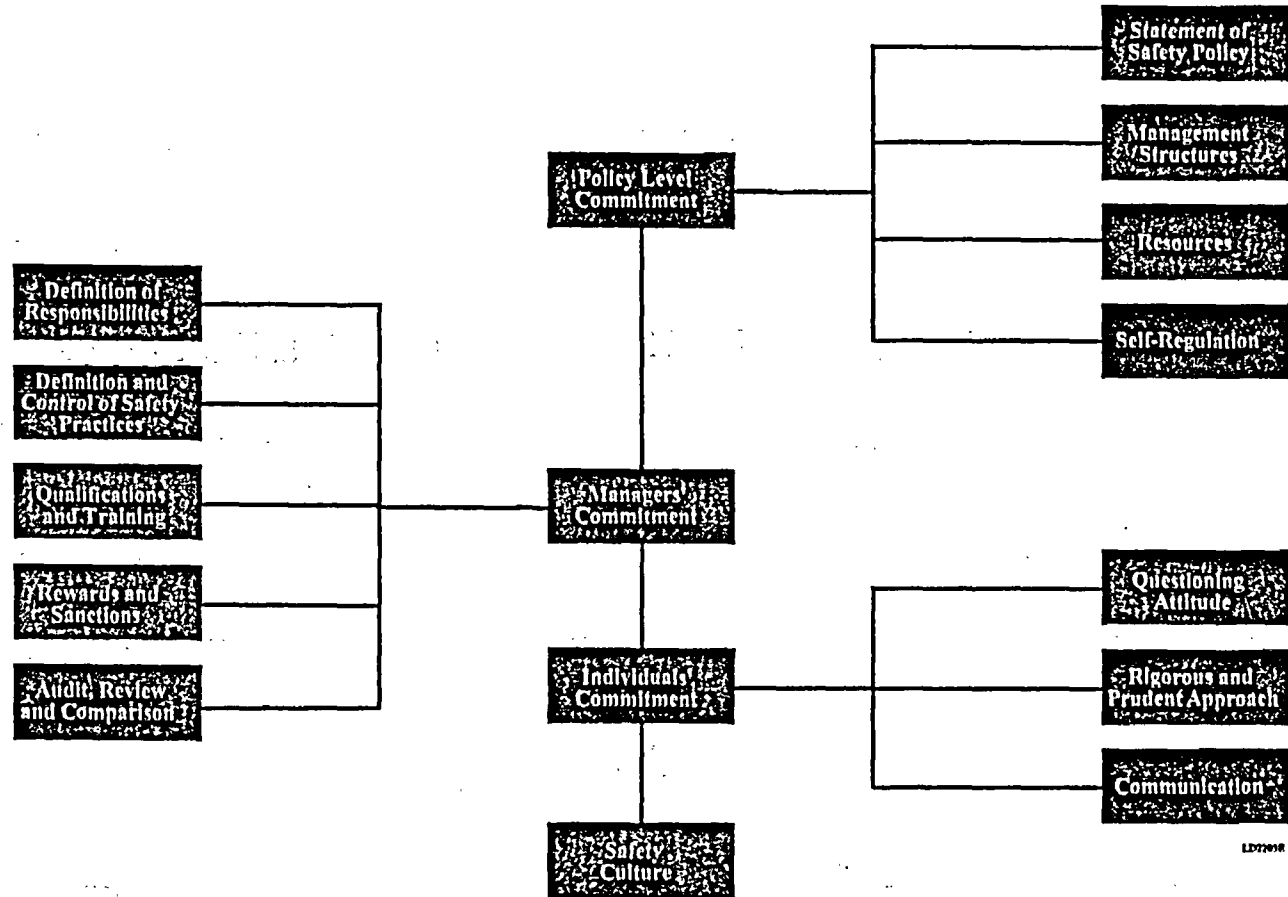 Statement of
Safety Policy
Management
Structures
Policy Level
Commitment
Resources
Self-Regulation
Definition of
Responsibilities
Definition and
Control of Safety
Practices
Qualifications
and Training
Rewards and
Sanctions
Audit, Review
and Comparison
Managers'
Commitment
Individuals'
Commitment
Questioning
Attitude
Rigorous and
Prudent Approach
Communication
Safety
Culture